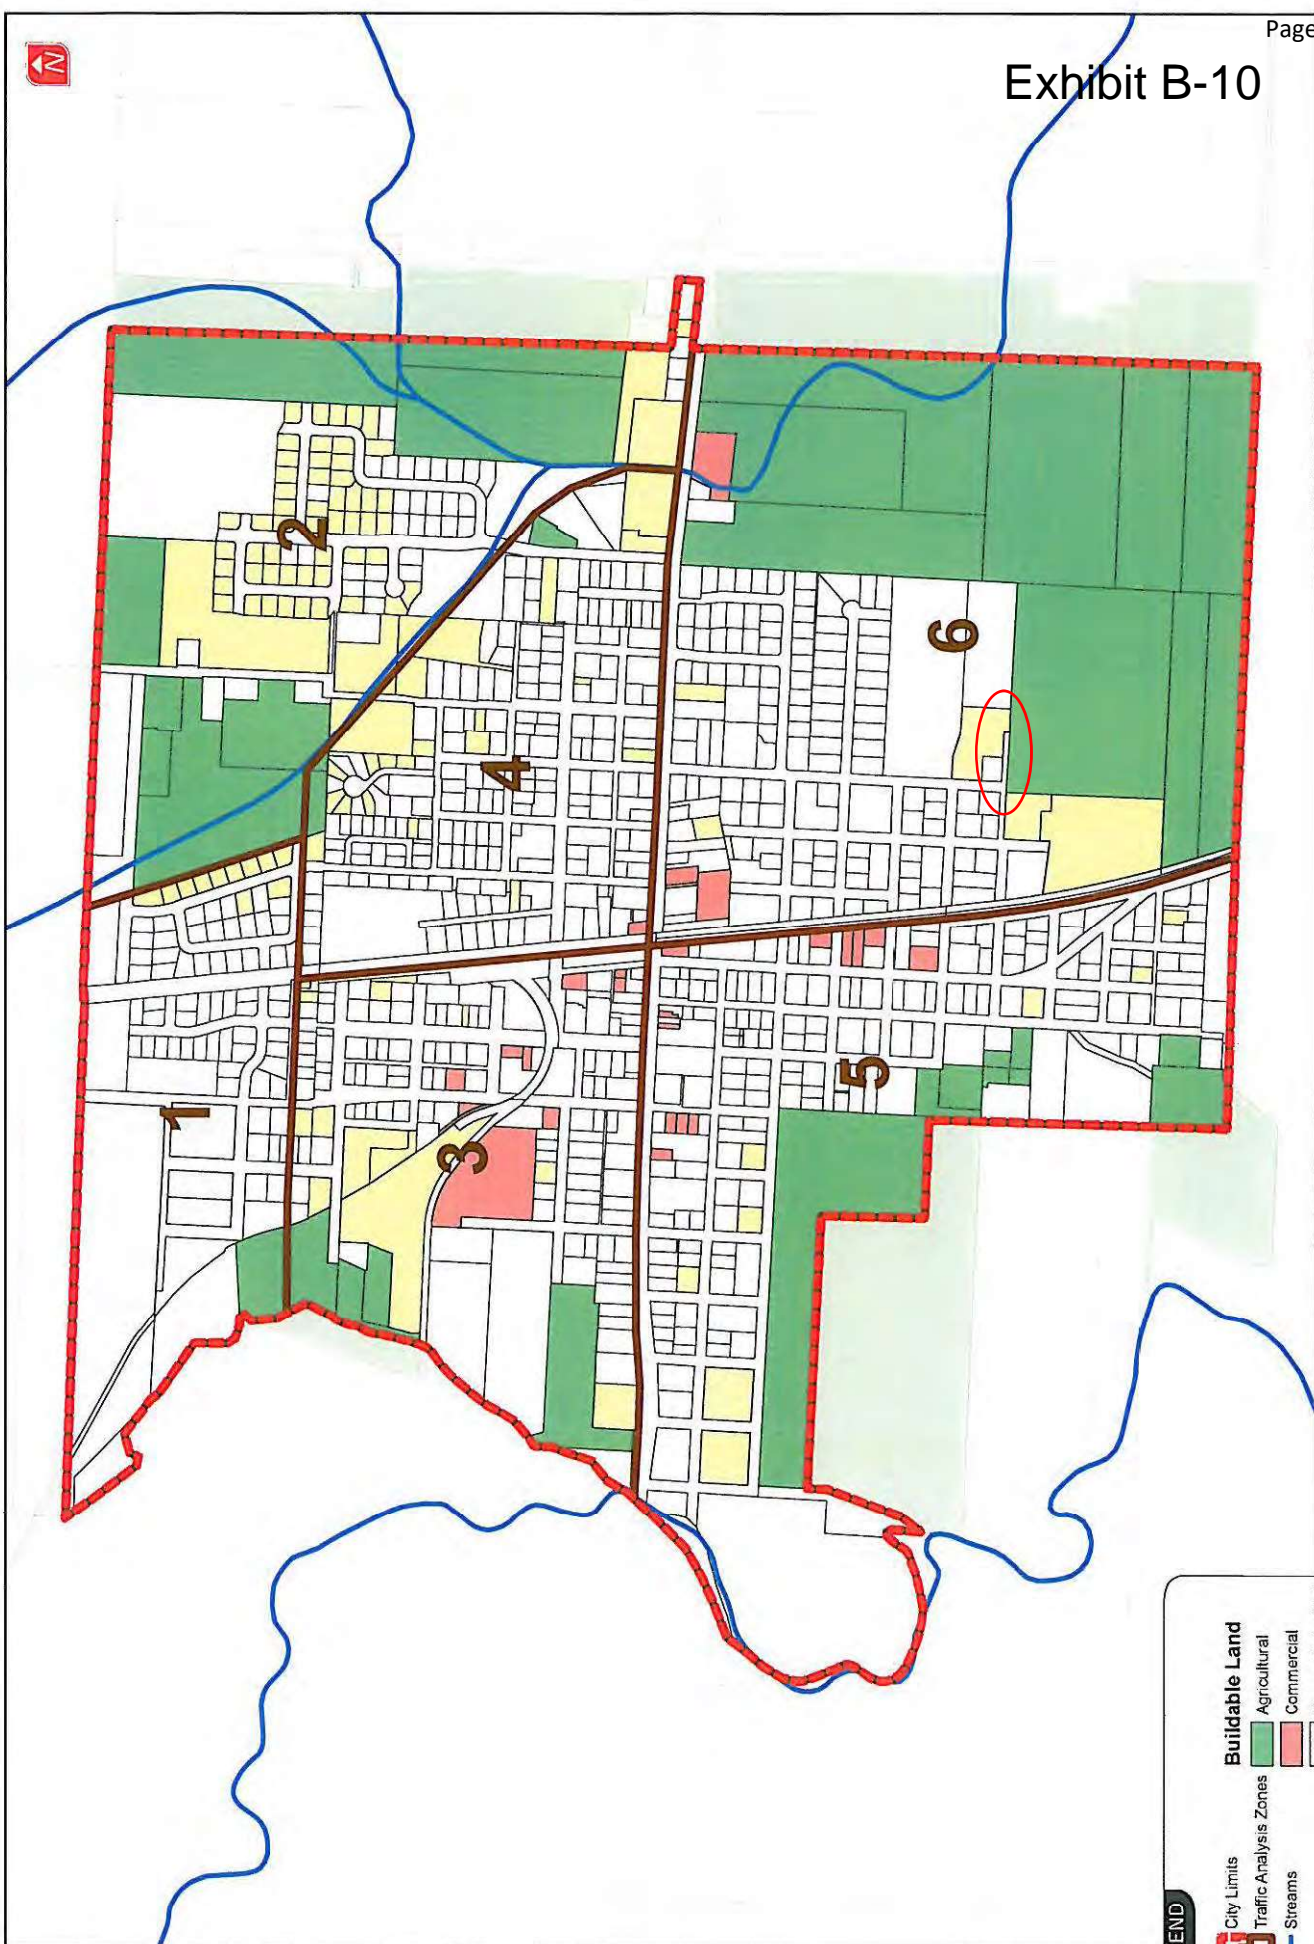 Page
Exhibit B-10
N
2
6
4
1
5
3
END
City Limits
Traffic Analysis Zones
Streams
Buildable Land
Agricultural
Commercial